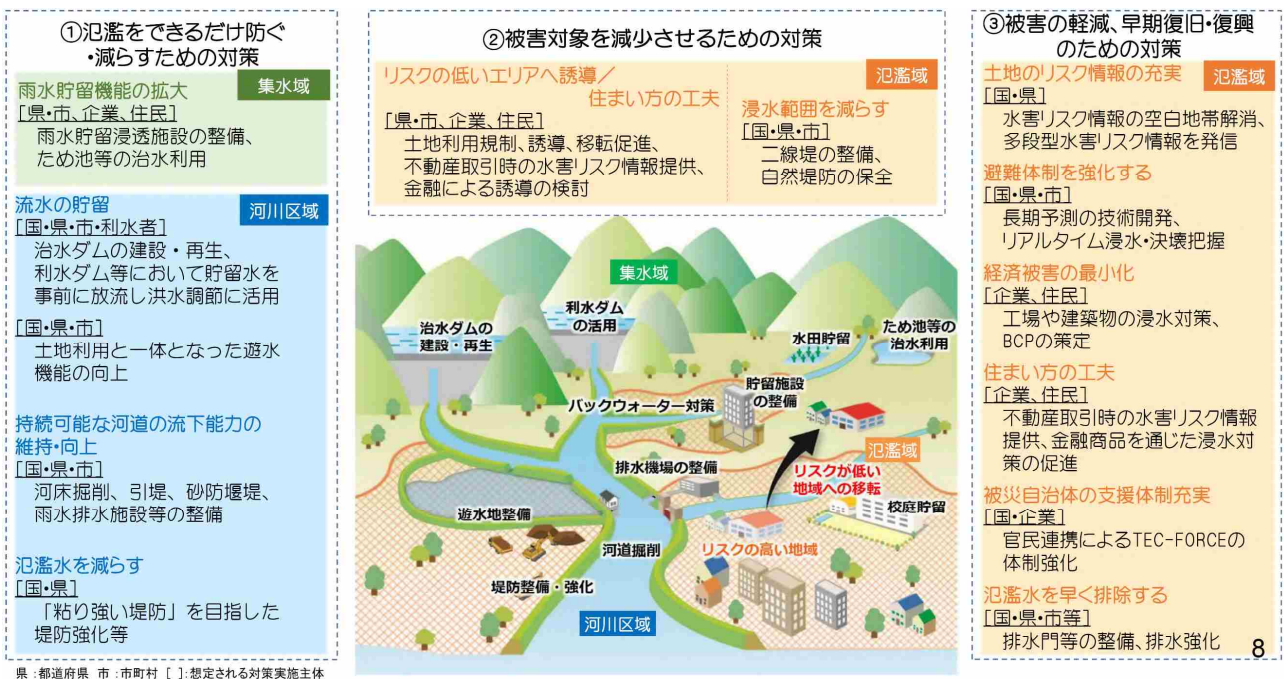 ①氾濫をできるだけ防ぐ
・減らすための対策
集水域
雨水貯留機能の拡大
[県・市、企業、住民]
雨水貯留浸透施設の整備、
ため池等の治水利用
流水の貯留
河川区域
[国・県・市・利水者]
治水ダムの建設・再生、
利水ダム等において貯留水を
事前に放流し洪水調節に活用
[国・県・市]
土地利用と一体となった遊水
機能の向上
持続可能な河道の流下能力の
維持・向上
[国・県・市]
河床掘削、引堤、砂防堰堤、
雨水排水施設等の整備
氾濫水を減らす
[国・県]
「粘り強い堤防」を目指した
堤防強化等
県:都道府県 市:市町村 [ ]:想定される対策実施主体
②被害対象を減少させるための対策
リスクの低いエリアへ誘導／
住まい方の工夫
氾濫域
[県・市、企業、住民]
土地利用規制、誘導、移転促進、
不動産取引時の水害リスク情報提供、
金融による誘導の検討
浸水範囲を減らす
[国・県・市]
二線堤の整備、
自然堤防の保全
集水域
治水ダムの
建設・再生
利水ダム
の活用
水田貯留
ため池等の
治水利用
バックウォーター対策
貯留施設
の整備
氾濫域
排水機場の整備
リスクが低い
地域への移転
校庭貯留
遊水地整備
河道掘削
リスクの高い地域
堤防整備・強化
河川区域
③被害の軽減、早期復旧・復興
のための対策
土地のリスク情報の充実
氾濫域
[国・県]
水害リスク情報の空白地帯解消、
多段型水害リスク情報を発信
避難体制を強化する
[国・県・市]
長期予測の技術開発、
リアルタイム浸水・決壊把握
経済被害の最小化
[企業、住民]
工場や建築物の浸水対策、
BCPの策定
住まい方の工夫
[企業、住民]
不動産取引時の水害リスク情報
提供、金融商品を通じた浸水対
策の促進
被災自治体の支援体制充実
[国・企業]
官民連携によるTEC-FORCEの
体制強化
氾濫水を早く排除する
[国・県・市等]
排水門等の整備、排水強化
8